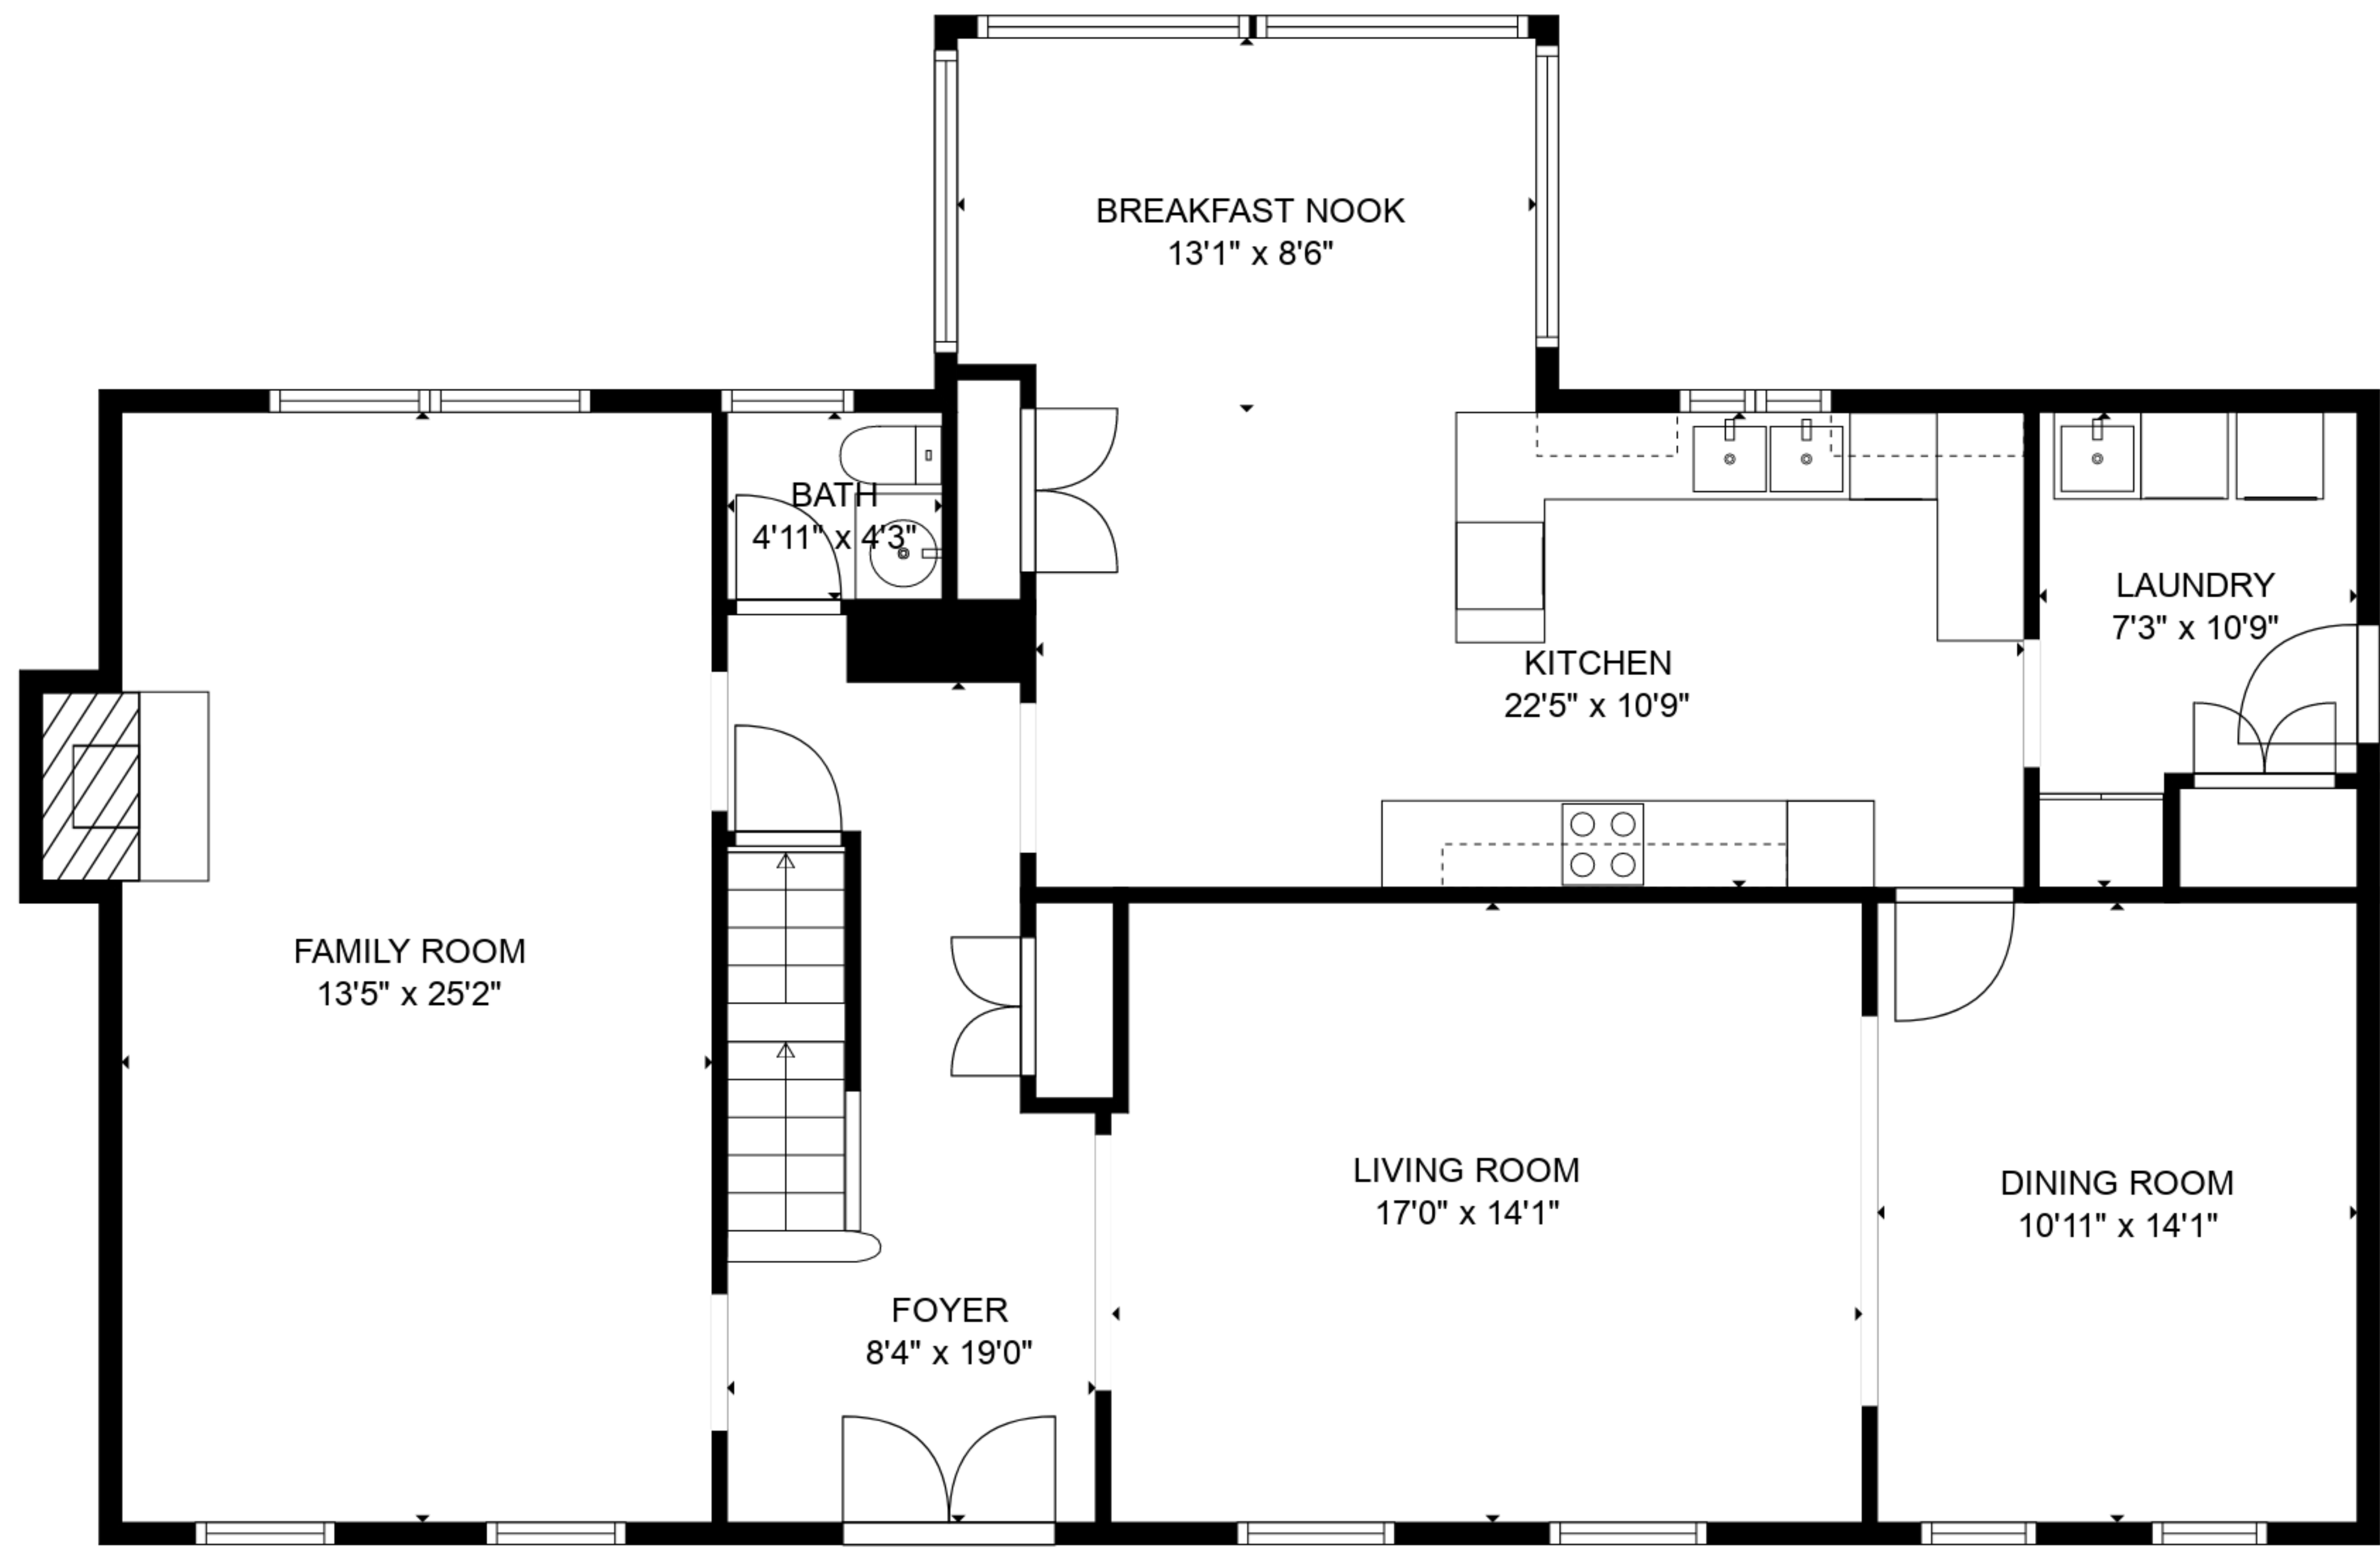 BREAKFAST NOOK
13'1" x 8'6"
BATH
4'11" x 4'3"
LAUNDRY
7'3" x 10'9"
KITCHEN
22'5" x 10'9"
FAMILY ROOM
13'5" x 25'2"
LIVING ROOM
17'0" x 14'1"
DINING ROOM
10'11" x 14'1"
FOYER
8'4" x 19'0"